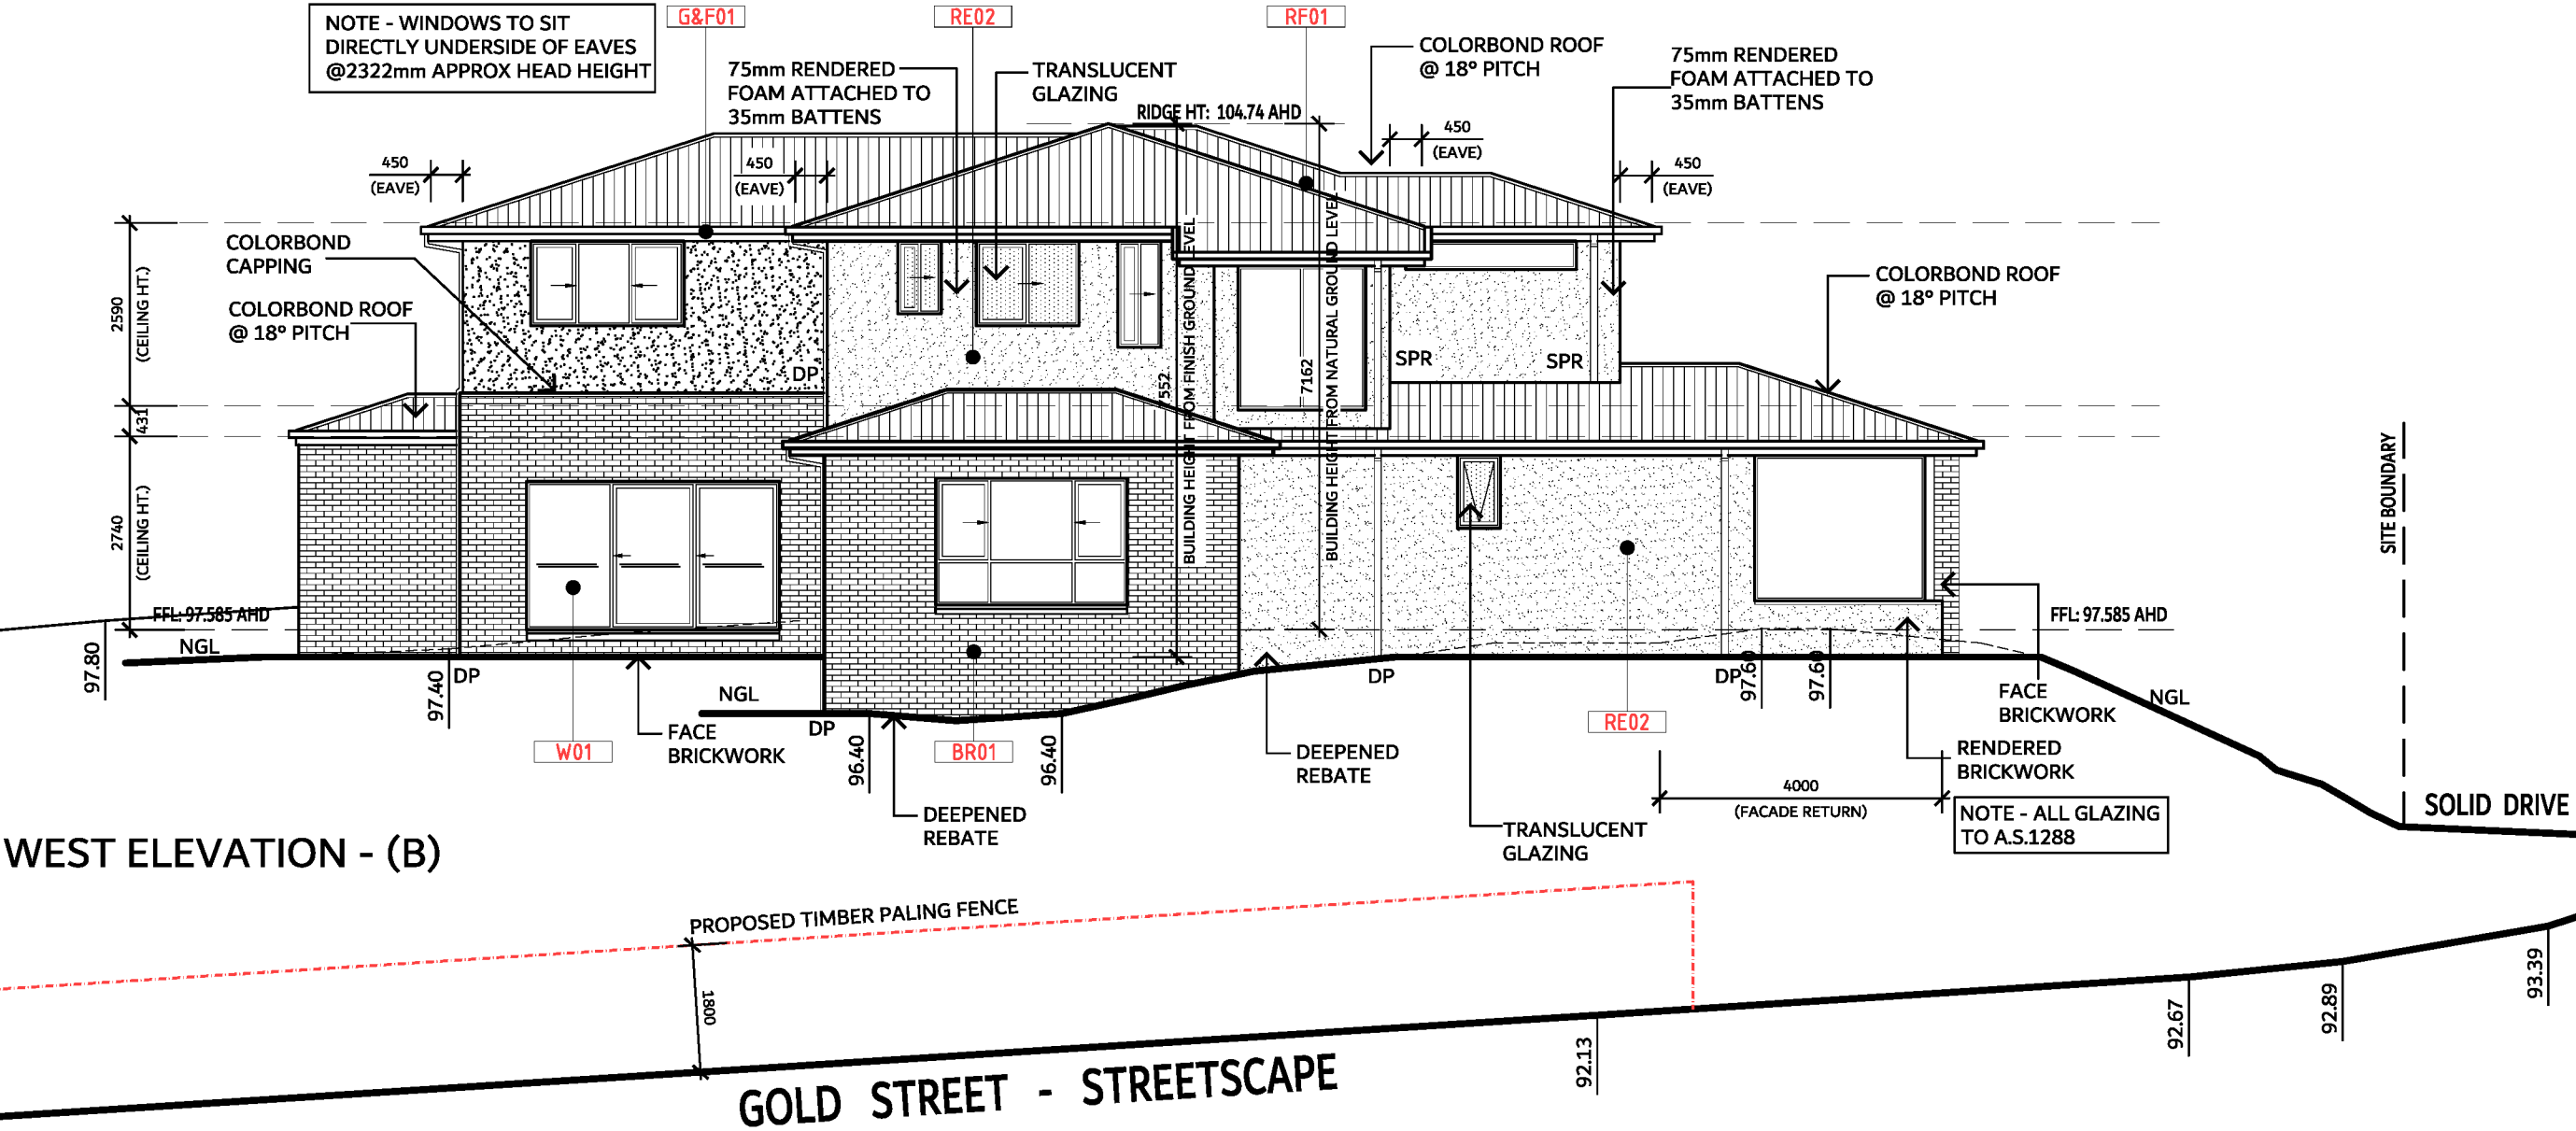 NOTE - WINDOWS TO SIT
DIRECTLY UNDERSIDE OF EAVES
@2322mm APPROX HEAD HEIGHT
G&F01
RE02
RF01
75mm RENDERED
FOAM ATTACHED TO
35mm BATTENS
TRANSLUCENT
GLAZING
RIDGE HT: 104.74 AHD
COLORBOND ROOF
@ 18° PITCH
75mm RENDERED
FOAM ATTACHED TO
35mm BATTENS
450
(EAVE)
450
(EAVE)
450
(EAVE)
450
(EAVE)
COLORBOND
CAPPING
COLORBOND ROOF
@ 18° PITCH
COLORBOND ROOF
@ 18° PITCH
2590
(CEILING HT.)
431
2740
(CEILING HT.)
DP
SPR
SPR
7552
BUILDING HEIGHT FROM FINISH GROUND LEVEL
7162
BUILDING HEIGHT FROM NATURAL GROUND LEVEL
SITE BOUNDARY
FFL: 97.585 AHD
FFL: 97.585 AHD
NGL
97.80
97.40
DP
NGL
DP
96.40
96.40
DP
DP
97.60
97.60
NGL
W01
FACE
BRICKWORK
BR01
DEEPENED
REBATE
DEEPENED
REBATE
RE02
FACE
BRICKWORK
RENDERED
BRICKWORK
4000
(FACADE RETURN)
TRANSLUCENT
GLAZING
NOTE - ALL GLAZING
TO A.S.1288
SOLID DRIVE
WEST ELEVATION - (B)
PROPOSED TIMBER PALING FENCE
1800
GOLD STREET - STREETSCAPE
92.13
92.67
92.89
93.39